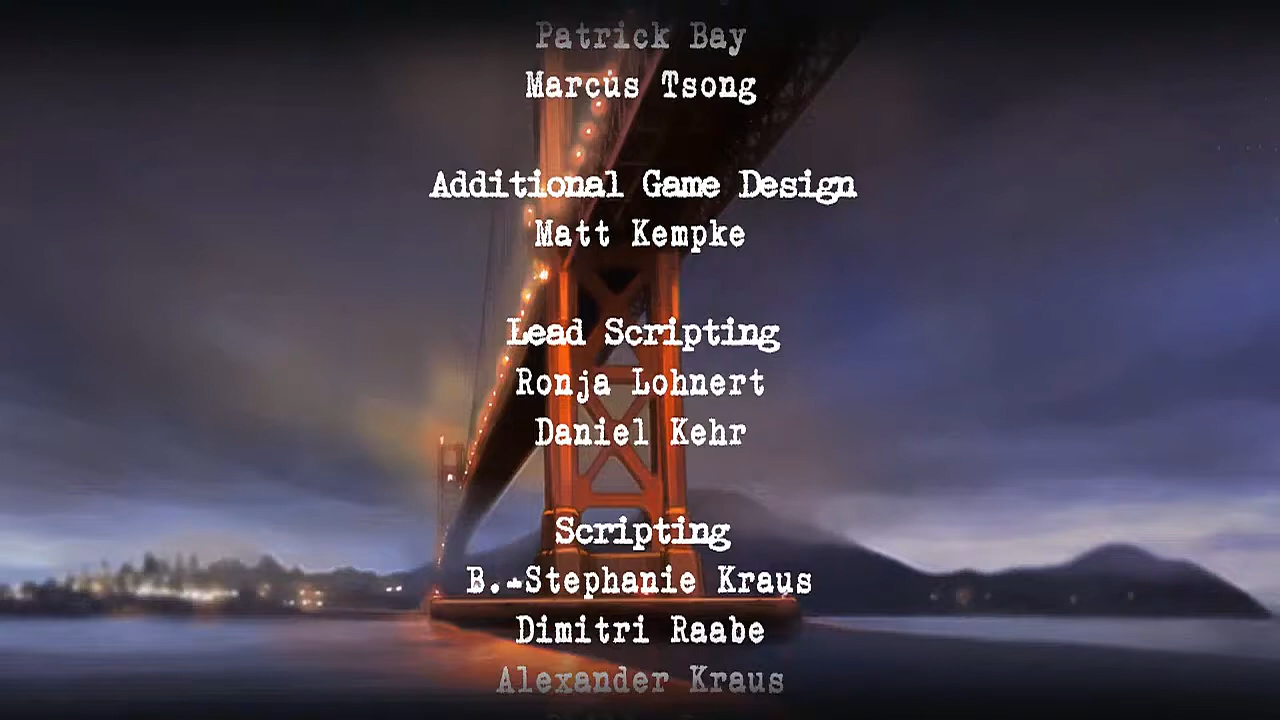 Patrick Bay
Marcus Tsong
Additional Game Design
Matt Kempke
Lead Scripting
Ronja Lohnert
Daniel Kehr
Scripting
B.-Stephanie Kraus
Dimitri Raabe
Alexander Kraus